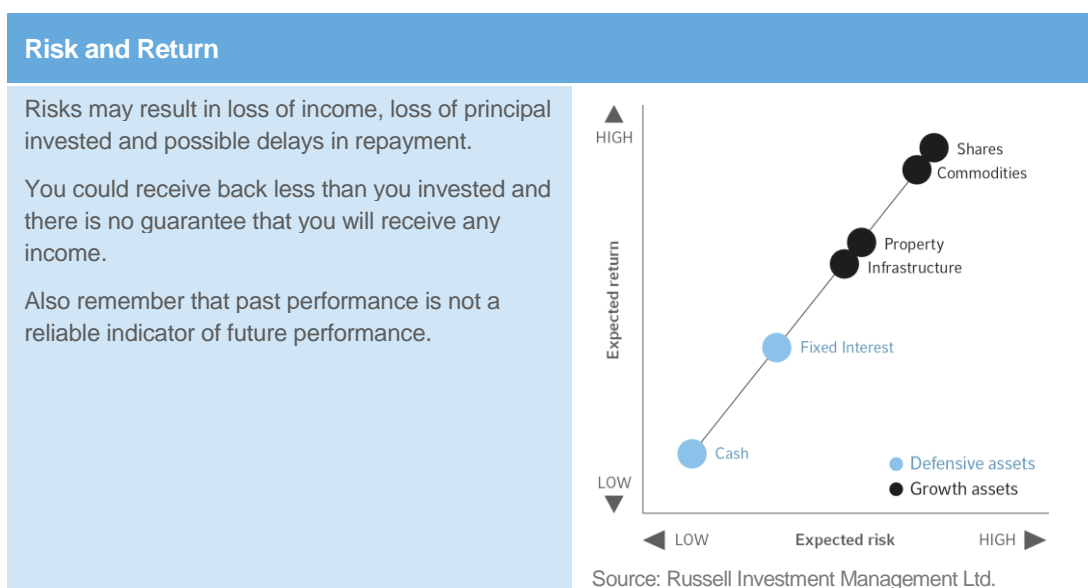 Risk and Return
Risks may result in loss of income, loss of principal
invested and possible delays in repayment.
You could receive back less than you invested and
there is no guarantee that you will receive any
income.
Also remember that past performance is not a
reliable indicator of future performance.
HIGH
Expected return
LOW
Shares
Commodities
Property
Infrastructure
Fixed Interest
Cash
Defensive assets
Growth assets
LOW
Expected risk
HIGH
Source: Russell Investment Management Ltd.